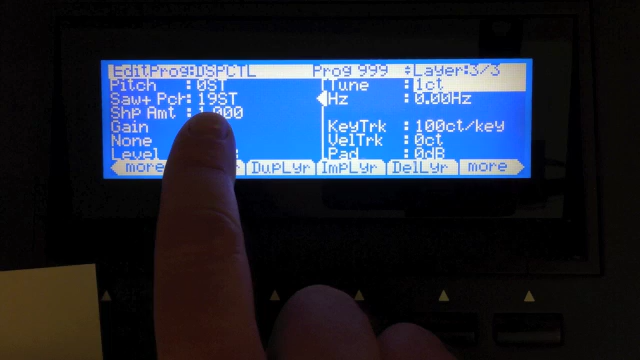 EditProg:DSPCTL Prog 999 Layer:3/3
Pitch :0ST Tune :1ct
Saw+ Pch:19ST Hz :0.00Hz
Shp Amt :1.000
Gain KeyTrk :100ct/key
None VelTrk :0ct
Level Pad :0dB
more DupLyr ImpLyr DelLyr more